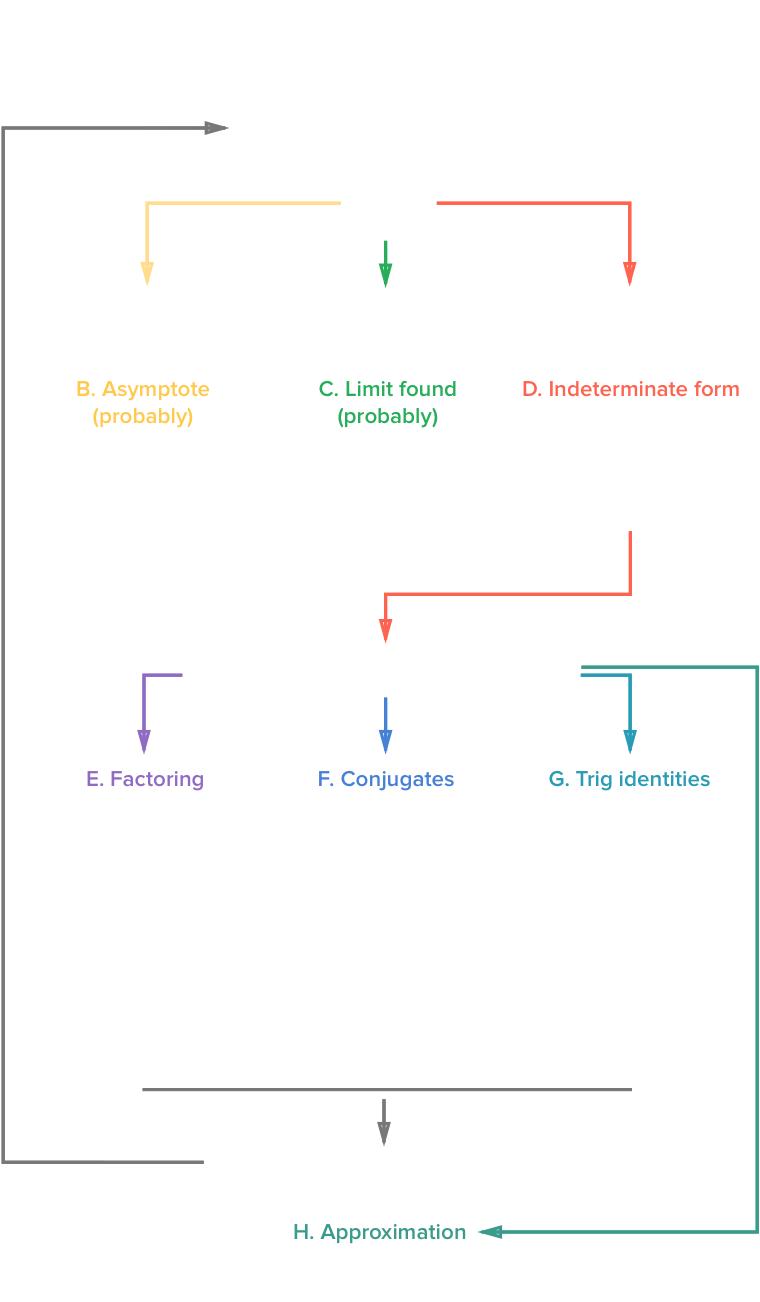 B. Asymptote
(probably)
C. Limit found
(probably)
D. Indeterminate form
E. Factoring
F. Conjugates
G. Trig identities
H. Approximation